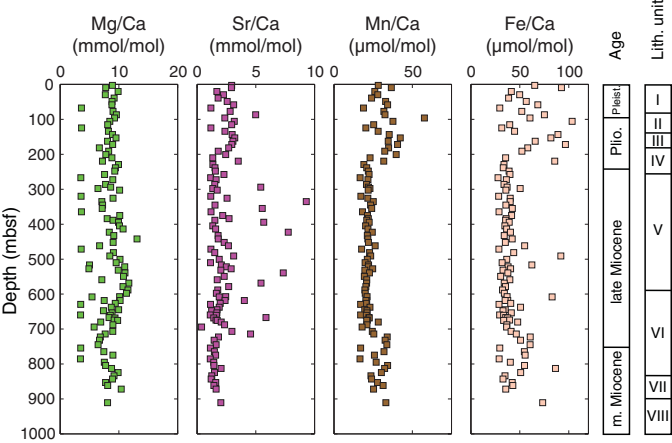 Mg/Ca
(mmol/mol)
Sr/Ca
(mmol/mol)
Mn/Ca
(µmol/mol)
Fe/Ca
(µmol/mol)
Age
Lith. unit
0 10 20
0 5 10
0 50
0 50 100
Depth (mbsf)
0
100
200
300
400
500
600
700
800
900
1000
Pleist.
Plio.
late Miocene
m. Miocene
I
II
III
IV
V
VI
VII
VIII